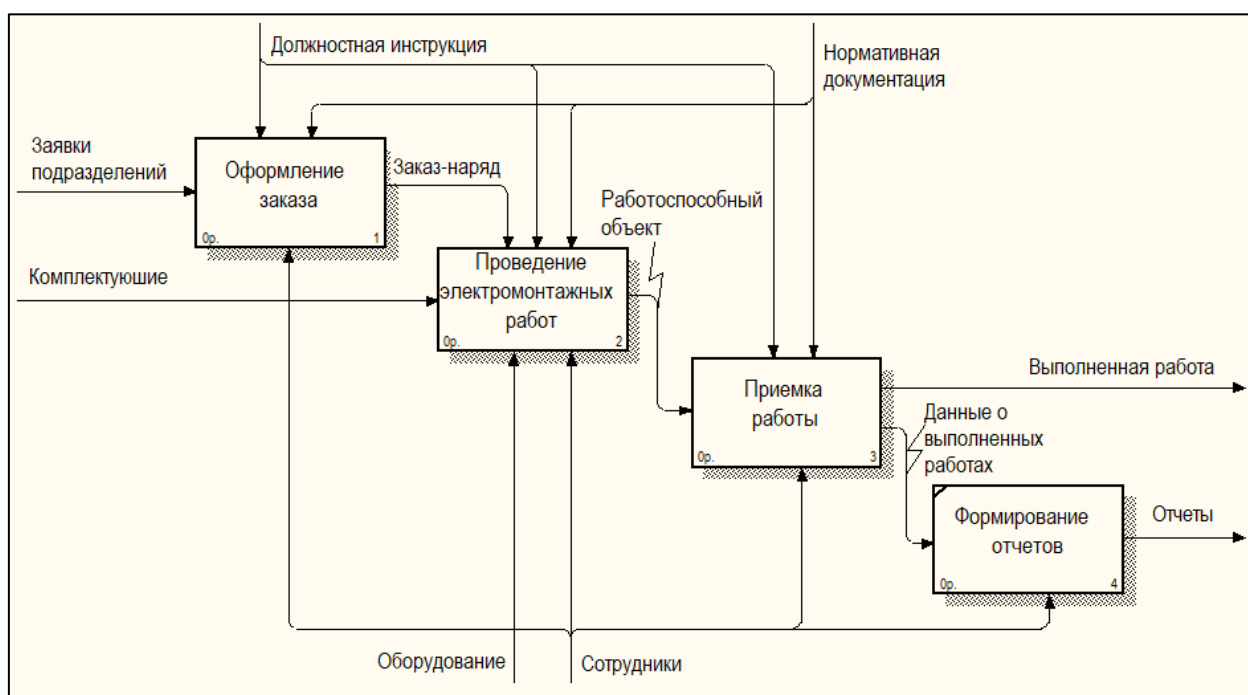 Должностная инструкция
Нормативная
документация
Заявки
подразделений
Оформление
заказа
0р.
1
Заказ-наряд
Работоспособный
объект
Комплектуюшие
Проведение
электромонтажных
работ
0р.
2
Приемка
работы
0р.
3
Выполненная работа
Данные о
выполненных
работах
Формирование
отчетов
0р.
4
Отчеты
Оборудование
Сотрудники